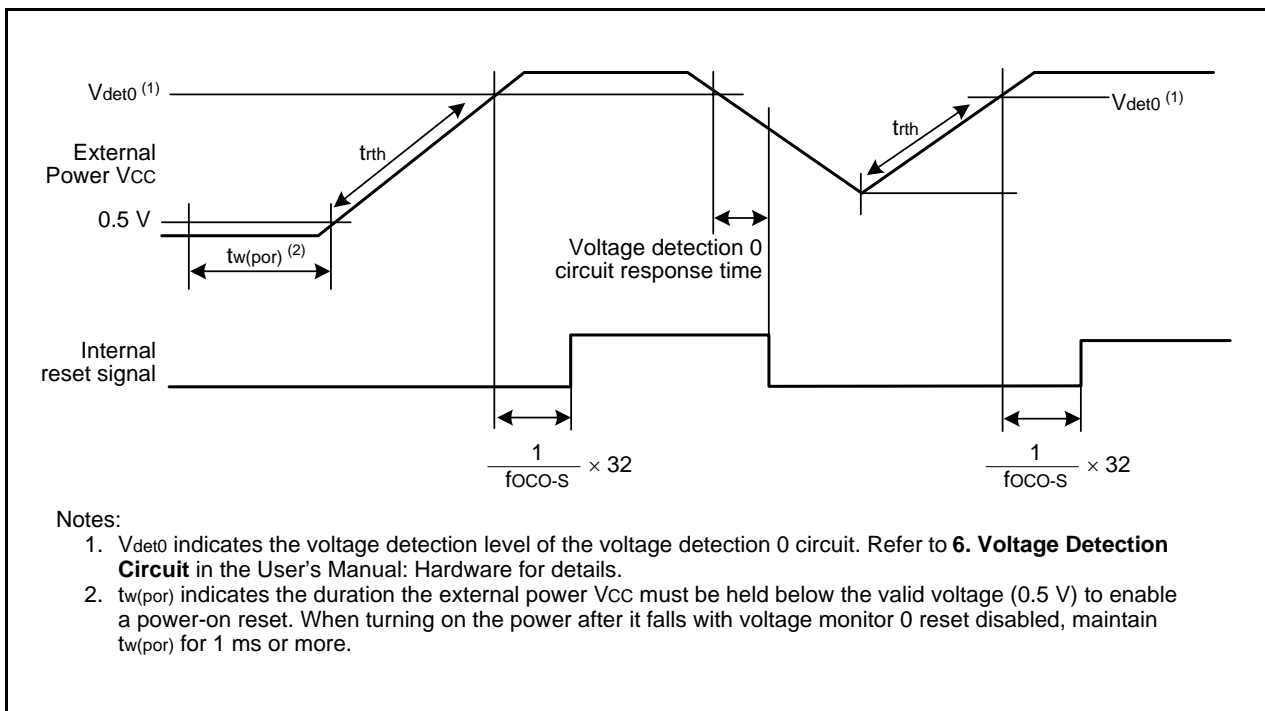 Vdet0 (1)
External
Power VCC
0.5 V
tw(por) (2)
trth
Voltage detection 0
circuit response time
trth
Vdet0 (1)
Internal
reset signal
1
fOCO-S
× 32
1
fOCO-S
× 32
Notes:
1. Vdet0 indicates the voltage detection level of the voltage detection 0 circuit. Refer to 6. Voltage Detection
Circuit in the User's Manual: Hardware for details.
2. tw(por) indicates the duration the external power VCC must be held below the valid voltage (0.5 V) to enable
a power-on reset. When turning on the power after it falls with voltage monitor 0 reset disabled, maintain
tw(por) for 1 ms or more.